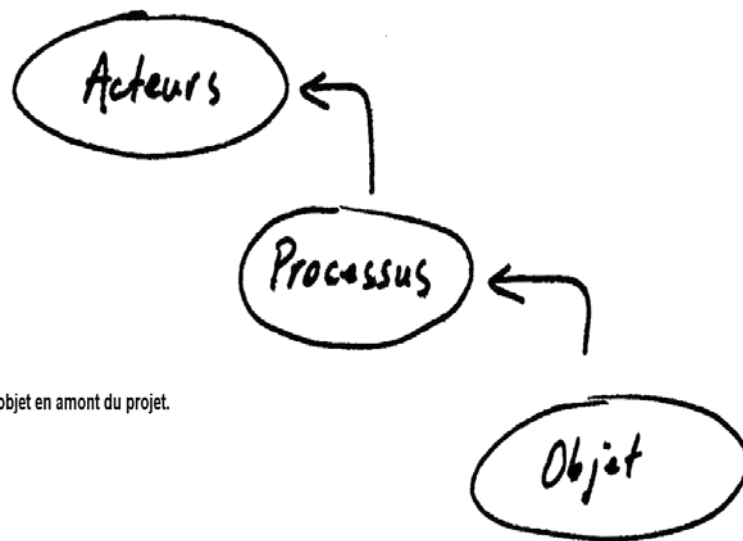 Acteurs
Processus
objet en amont du projet.
Objet